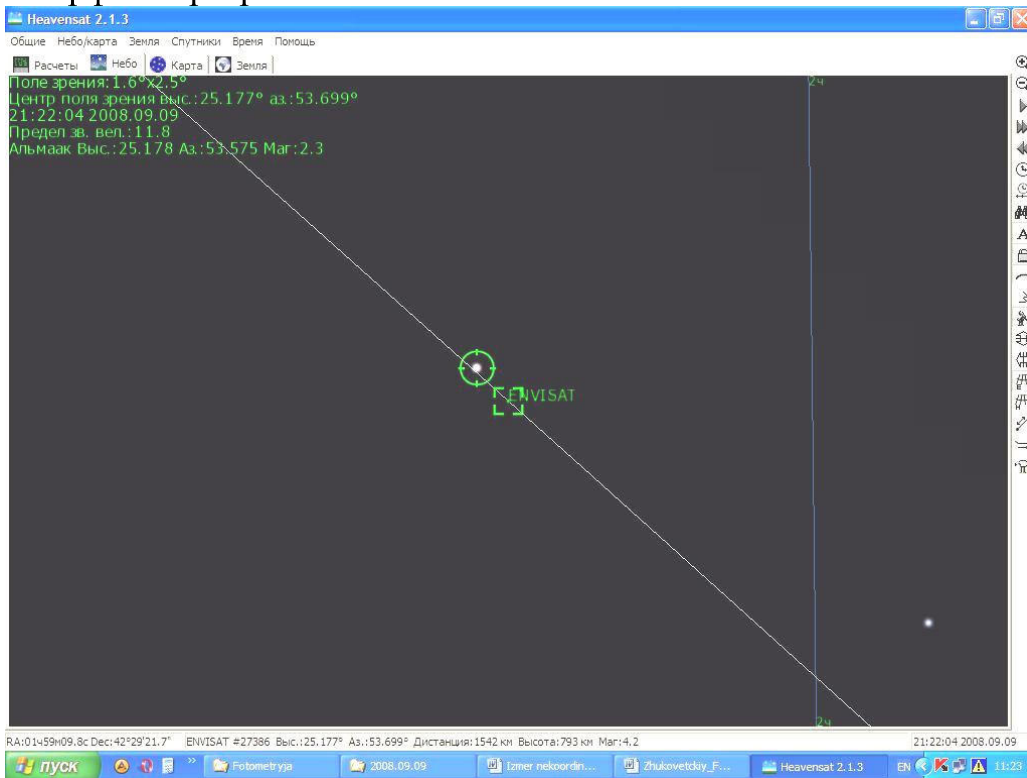 Heavensat 2.1.3
Общие Небо/карта Земля Спутники Время Помощь
Расчеты Небо Карта Земля
Поле зрения:1.6°X2.5°
Центр поля зрения выс.:25.177° аз.:53.699°
21:22:04 2008.09.09
Предел зв. вел.:11.8
Альмаак Выс.:25.178 Аз.:53.575 Маг:2.3
2ч
ENVISAT
2ч
RA:01ч59м09.8с Dec:42°29'21.7" ENVISAT #27386 Выс.:25.177° Аз.:53.699° Дистанция:1542 км Высота:793 км Маг:4.2 21:22:04 2008.09.09
пуск » Fotometryja 2008.09.09 Izmer nekoordin... Zhukovetckiy_F... Heavensat 2.1.3 EN 11:23